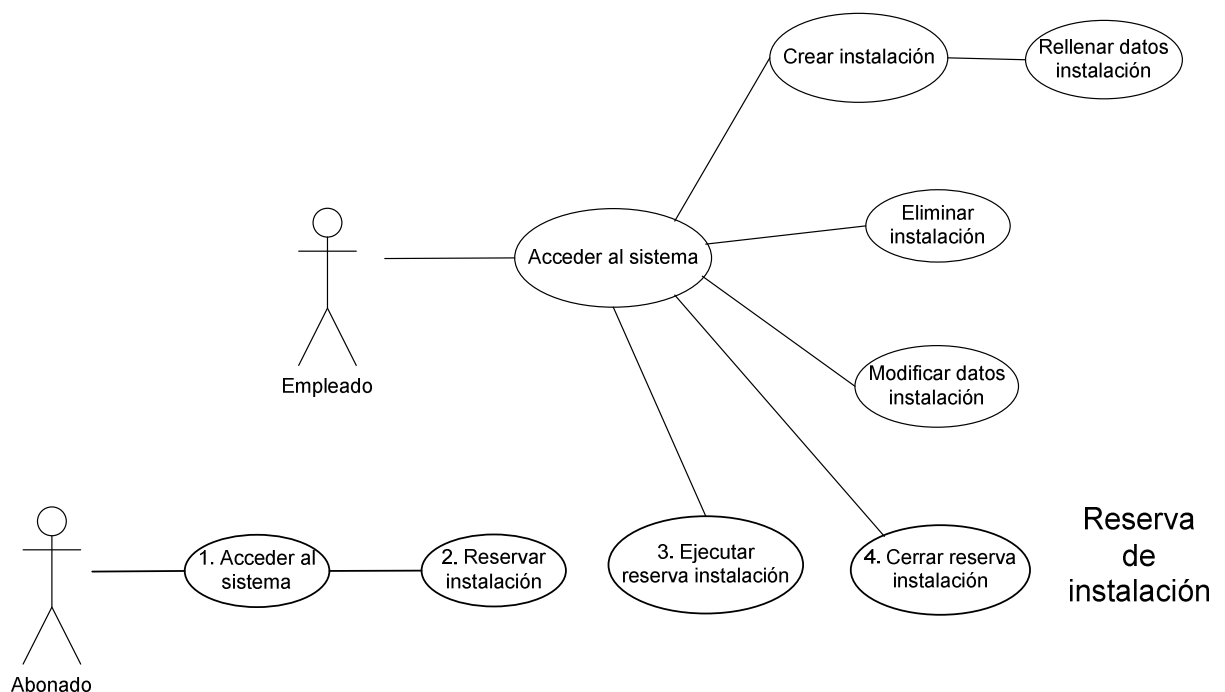 Crear instalación
Rellenar datos
instalación
Eliminar
instalación
Acceder al sistema
Modificar datos
instalación
Empleado
1. Acceder al
sistema
2. Reservar
instalación
3. Ejecutar
reserva instalación
4. Cerrar reserva
instalación
Reserva
de
instalación
Abonado